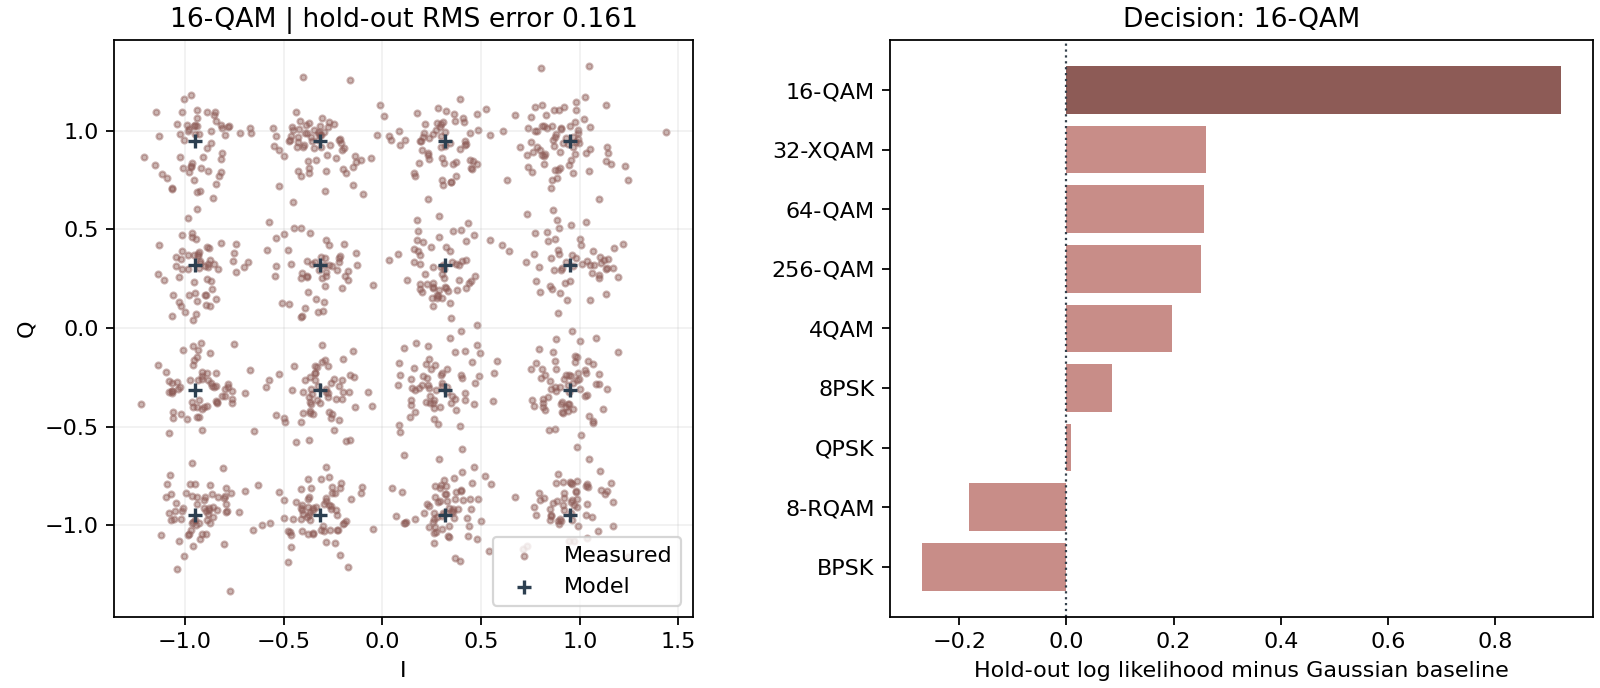 16-QAM | hold-out RMS error 0.161
Q
1.0
0.5
0.0
−0.5
−1.0
−1.0
−0.5
0.0
0.5
1.0
1.5
I
Measured
Model
Decision: 16-QAM
16-QAM
32-XQAM
64-QAM
256-QAM
4QAM
8PSK
QPSK
8-RQAM
BPSK
−0.2
0.0
0.2
0.4
0.6
0.8
Hold-out log likelihood minus Gaussian baseline